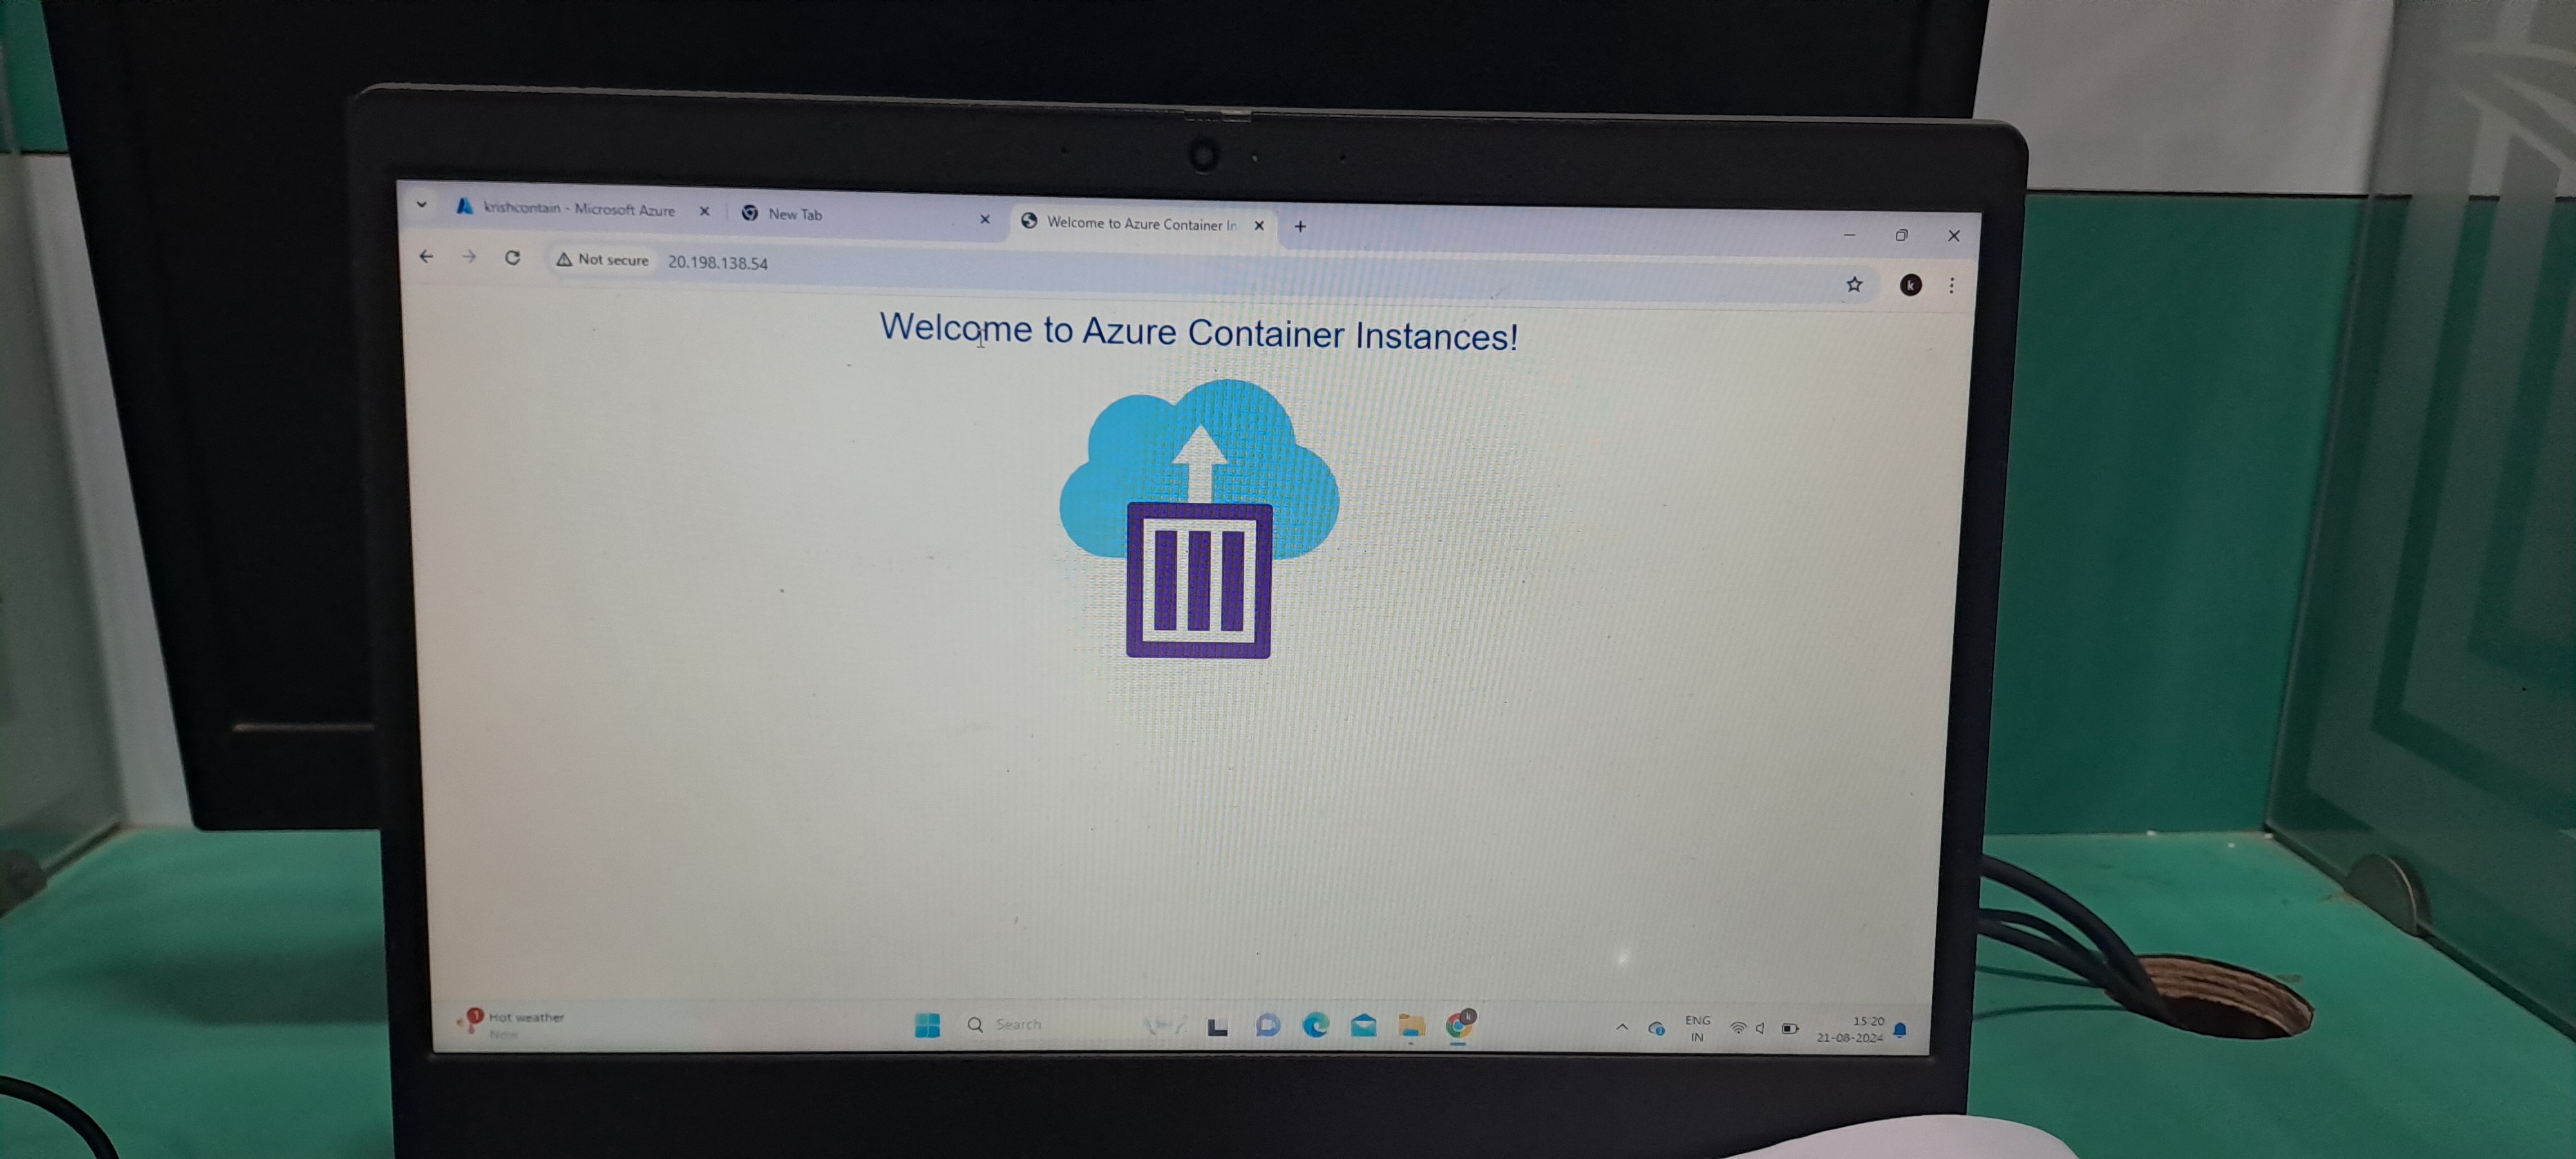 krishcontain - Microsoft Azure
New Tab
Welcome to Azure Container In
Not secure 20.198.138.54
k
Welcome to Azure Container Instances!
1
Hot weather
Now
Search
k
ENG
IN
15:20
21-08-2024